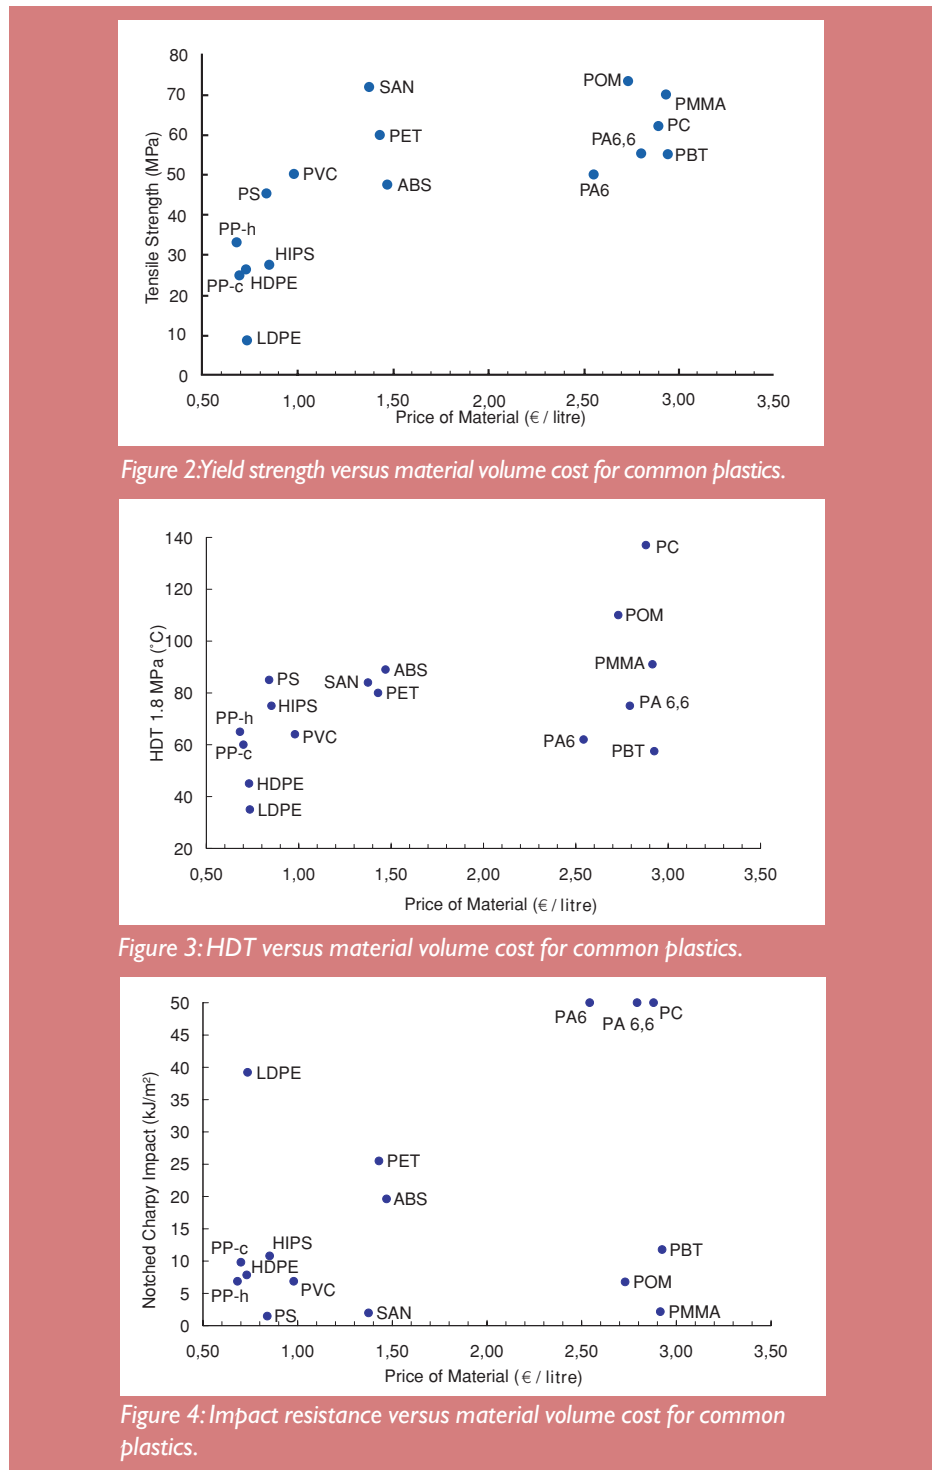 80
70
60
50
40
30
20
10
0
Tensile Strength (MPa)
SAN
POM
PMMA
PET
PC
PA6,6
PBT
PVC
ABS
PS
PA6
PP-h
HIPS
PP-c HDPE
LDPE
0,50 1,00 1,50 2,00 2,50 3,00 3,50
Price of Material (€ / litre)
Figure 2:Yield strength versus material volume cost for common plastics.
140
120
100
80
60
40
20
HDT 1.8 MPa (˚C)
PC
POM
PMMA
ABS
PS
SAN
PET
HIPS
PA 6,6
PP-h
PVC
PA6
PP-c
PBT
HDPE
LDPE
0,50 1,00 1,50 2,00 2,50 3,00 3,50
Price of Material (€ / litre)
Figure 3: HDT versus material volume cost for common plastics.
50
45
40
35
30
25
20
15
10
5
0
Notched Charpy Impact (kJ/m²)
PA6
PA 6,6
PC
LDPE
PET
ABS
HIPS
PP-c
PBT
HDPE
POM
PP-h
PVC
PS
SAN
PMMA
0,50 1,00 1,50 2,00 2,50 3,00 3,50
Price of Material (€ / litre)
Figure 4: Impact resistance versus material volume cost for common
plastics.